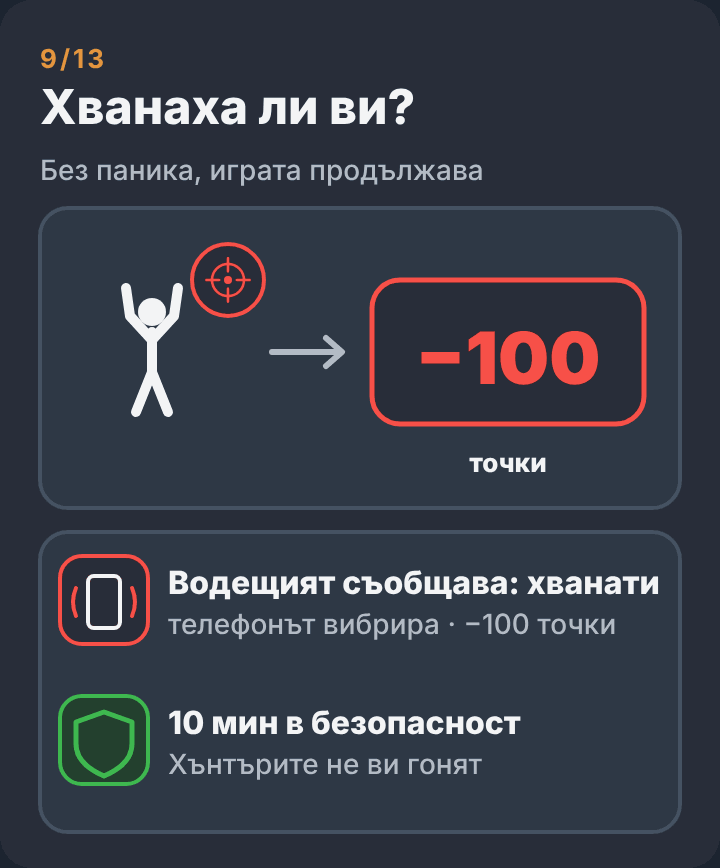 9/13
Хванаха ли ви?
Без паника, играта продължава
−100
точки
Водещият съобщава: хванати
телефонът вибрира · −100 точки
10 мин в безопасност
Хънтърите не ви гонят